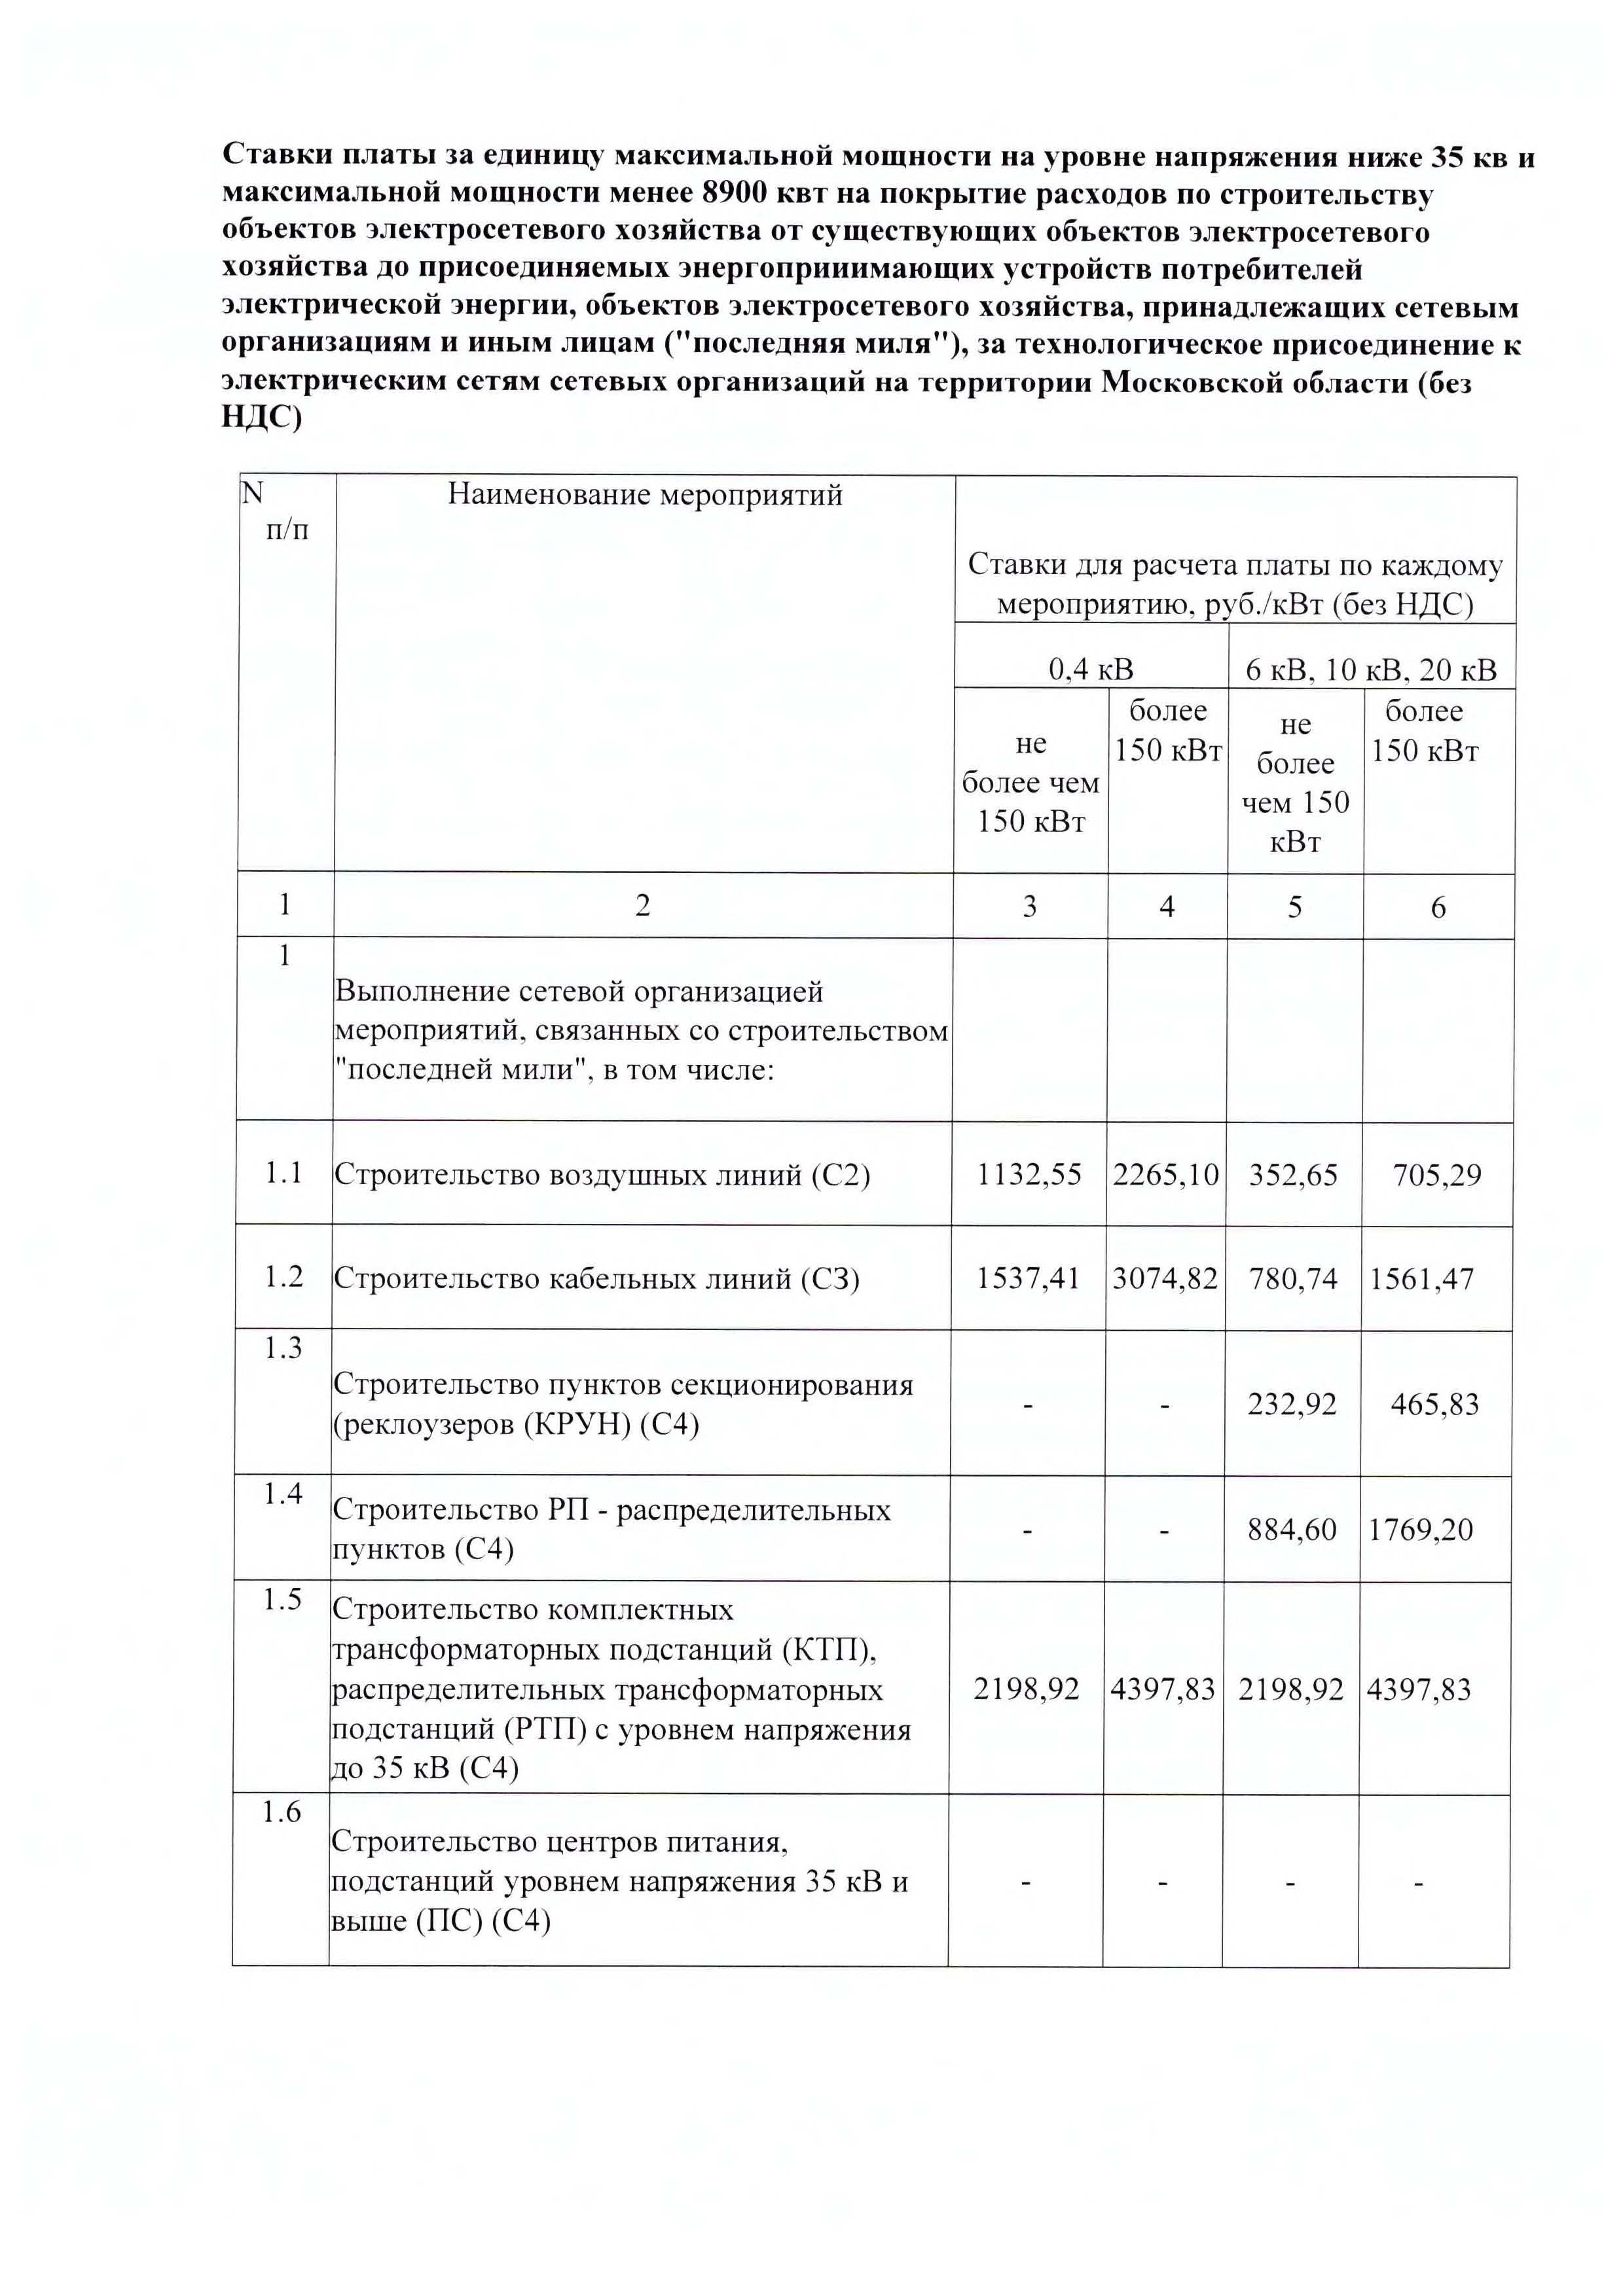 Ставки платы за единицу максимальной мощности на уровне напряжения ниже 35 кв и
максимальной мощности менее 8900 квт на покрытие расходов по строительству
объектов электросетевого хозяйства от существующих объектов электросетевого
хозяйства до присоединяемых энергоприиимающих устройств потребителей
электрической энергии, объектов электросетевого хозяйства, принадлежащих сетевым
организациям и иным лицам ("последняя миля"), за технологическое присоединение к
электрическим сетям сетевых организаций на территории Московской области (без
НДС)
N
п/п
Наименование мероприятий
Ставки для расчета платы по каждому
мероприятию, руб./кВт (без НДС)
0,4 кВ
6 кВ, 10 кВ, 20 кВ
не
более чем
150 кВт
более
150 кВт
не
более
чем 150
кВт
более
150 кВт
1 2 3 4 5 6
1
Выполнение сетевой организацией
мероприятий, связанных со строительством
"последней мили", в том числе:
1.1 Строительство воздушных линий (С2) 1132,55 2265,10 352,65 705,29
1.2 Строительство кабельных линий (СЗ) 1537,41 3074,82 780,74 1561,47
1.3
Строительство пунктов секционирования
(реклоузеров (КРУН) (С4)
- - 232,92 465,83
1.4
Строительство РП - распределительных
пунктов (С4)
- - 884,60 1769,20
1.5
Строительство комплектных
трансформаторных подстанций (КТП),
распределительных трансформаторных
подстанций (РТП) с уровнем напряжения
до 35 кВ (С4)
2198,92 4397,83 2198,92 4397,83
1.6
Строительство центров питания,
подстанций уровнем напряжения 35 кВ и
выше (ПС) (С4)
- - - -